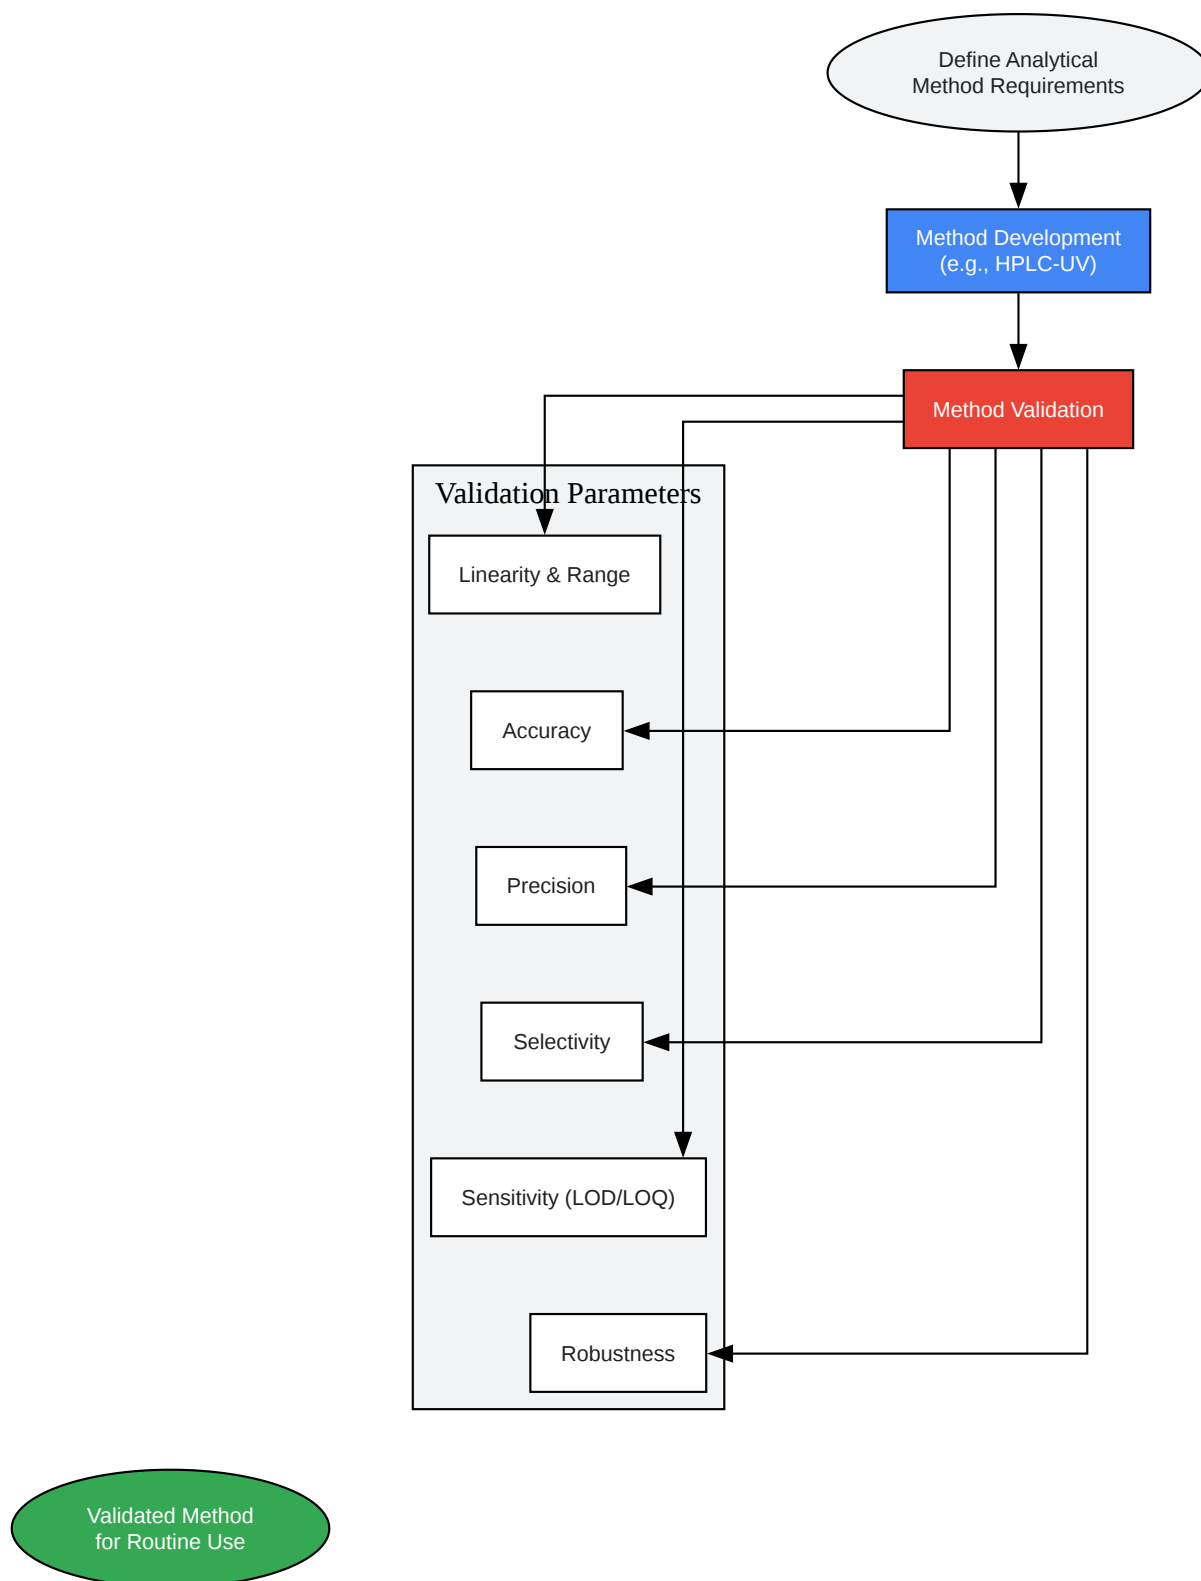 Define Analytical
Method Requirements
Method Development
(e.g., HPLC-UV)
Method Validation
Validation Parameters
Linearity & Range
Accuracy
Precision
Selectivity
Sensitivity (LOD/LOQ)
Robustness
Validated Method
for Routine Use